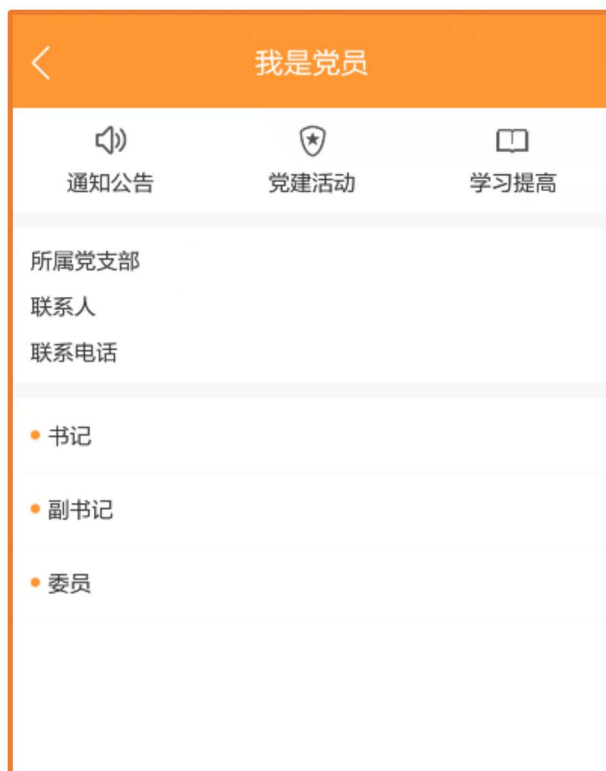 我是党员
通知公告 党建活动 学习提高
所属党支部
联系人
联系电话
书记
副书记
委员